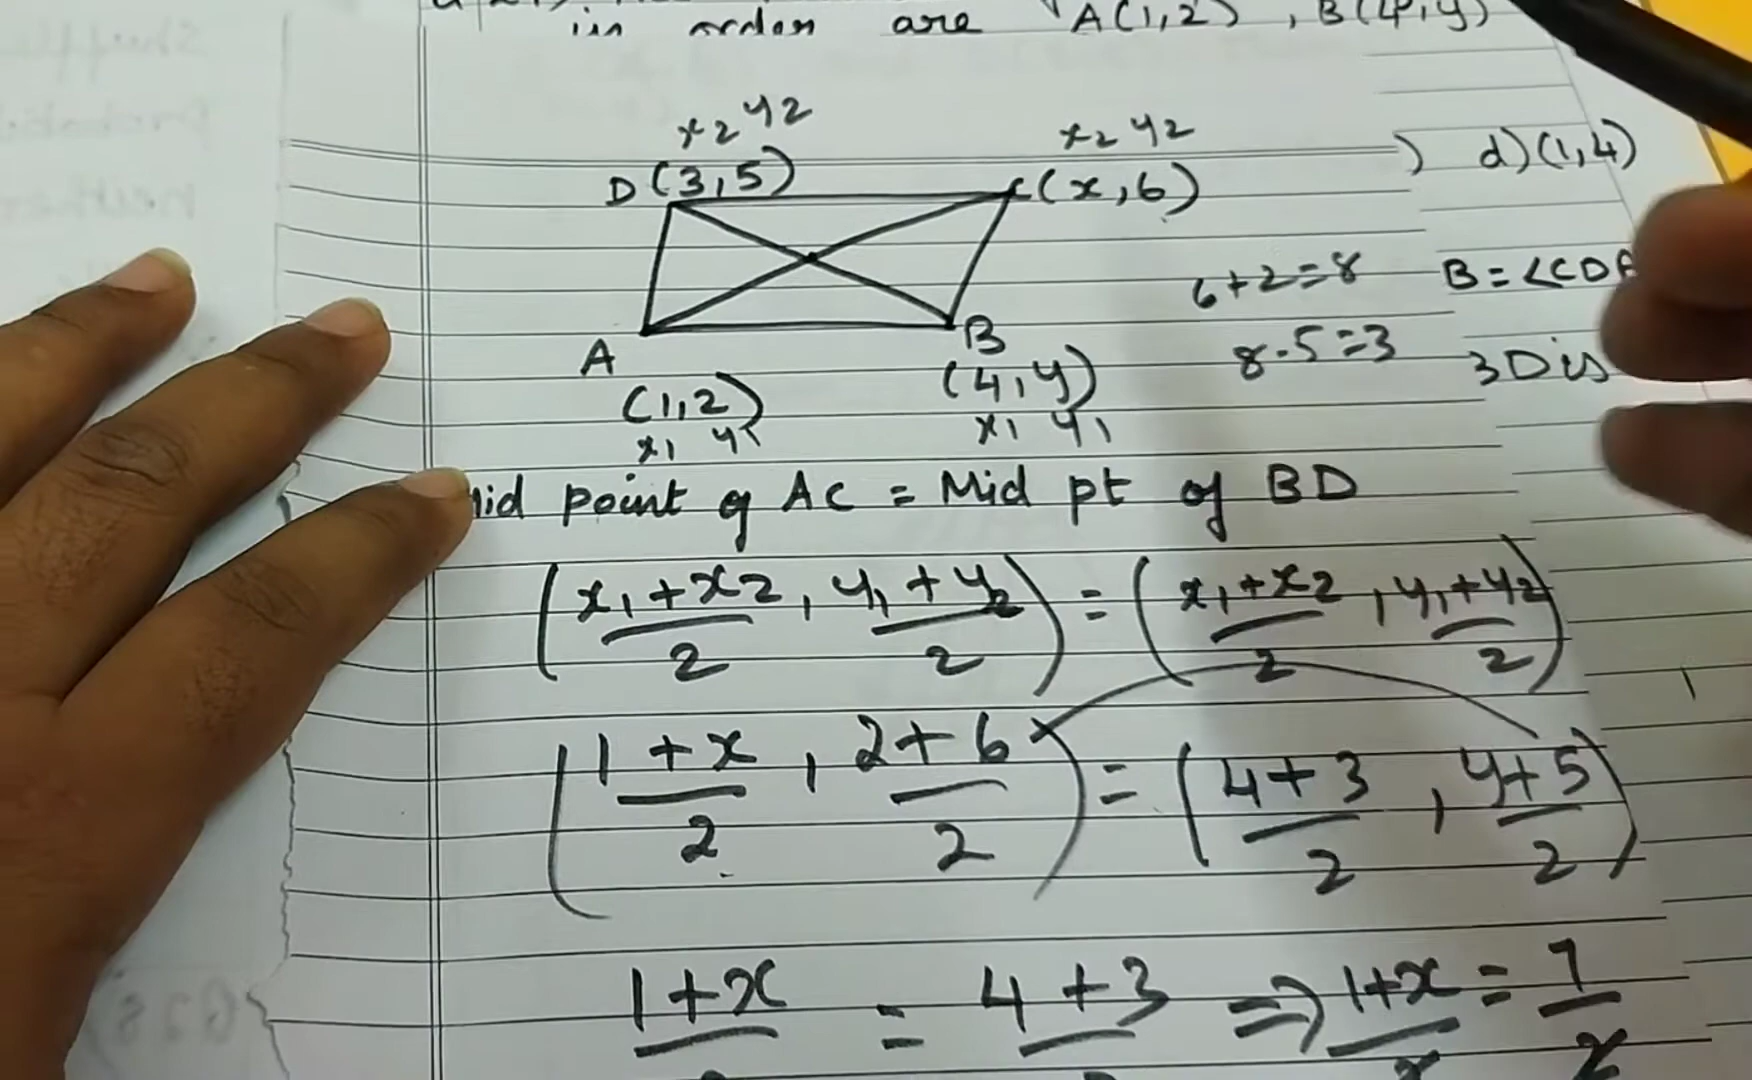 in order are A(1,2), B(4,y)
x2 y2 x2 y2
D(3,5) C(x,6)
) d)(1,4)
6+2=8 B=∠CDA
8-5=3 3 Dis
A B
(1,2) (4,y)
x1 y1 x1 y1
Mid point of AC = Mid pt of BD
(x1+x2/2, y1+y2/2) = (x1+x2/2, y1+y2/2)
(1+x/2, 2+6/2) = (4+3/2, y+5/2)
1+x = 4+3 ⇒ 1+x/2 = 7/2